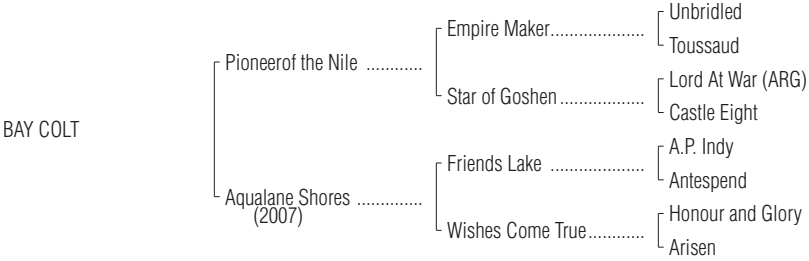 Unbridled
Empire Maker....................
Toussaud
Pioneerof the Nile ............
Lord At War (ARG)
Star of Goshen..................
Castle Eight
BAY COLT
A.P. Indy
Friends Lake ....................
Antespend
Aqualane Shores ..............
(2007)
Honour and Glory
Wishes Come True............
Arisen